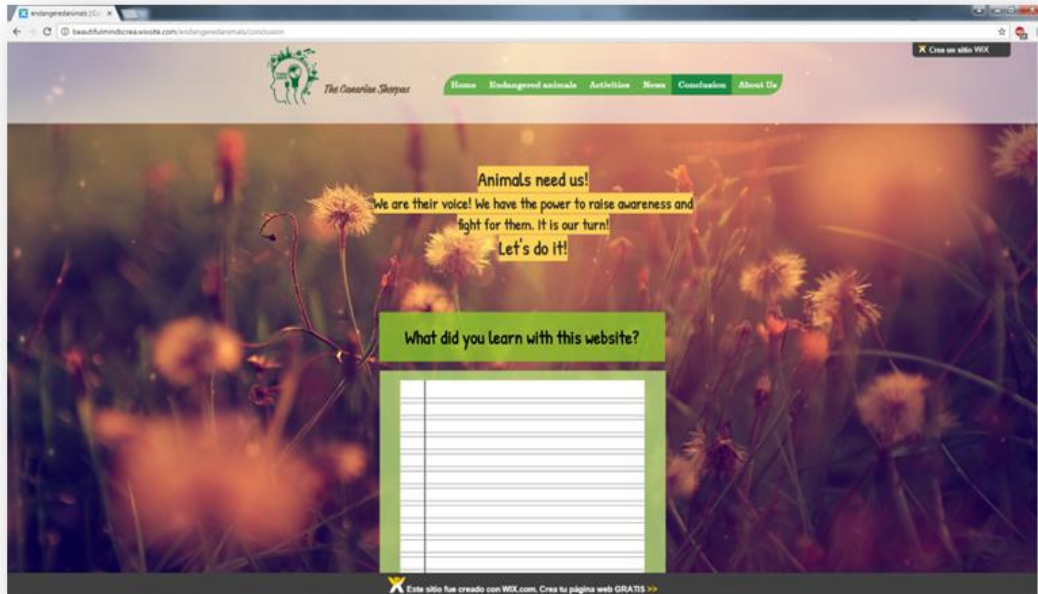 endangeredanimals | Co
beautifulmindscrea.wixsite.com/endangeredanimals/conclusion
Crea un sitio WiX
The Canarian Sherpas
Home Endangered animals Activities News Conclusion About Us
Animals need us!
We are their voice! We have the power to raise awareness and
fight for them. It is our turn!
Let's do it!
What did you learn with this website?
Este sitio fue creado con WIX.com. Crea tu página web GRATIS >>